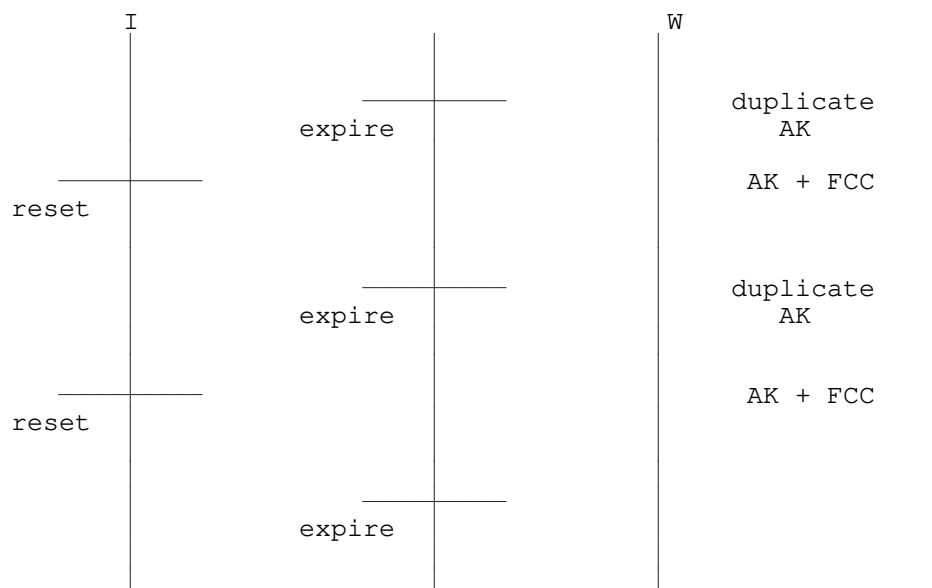 I W
duplicate
expire AK
AK + FCC
reset
duplicate
expire AK
AK + FCC
reset
expire